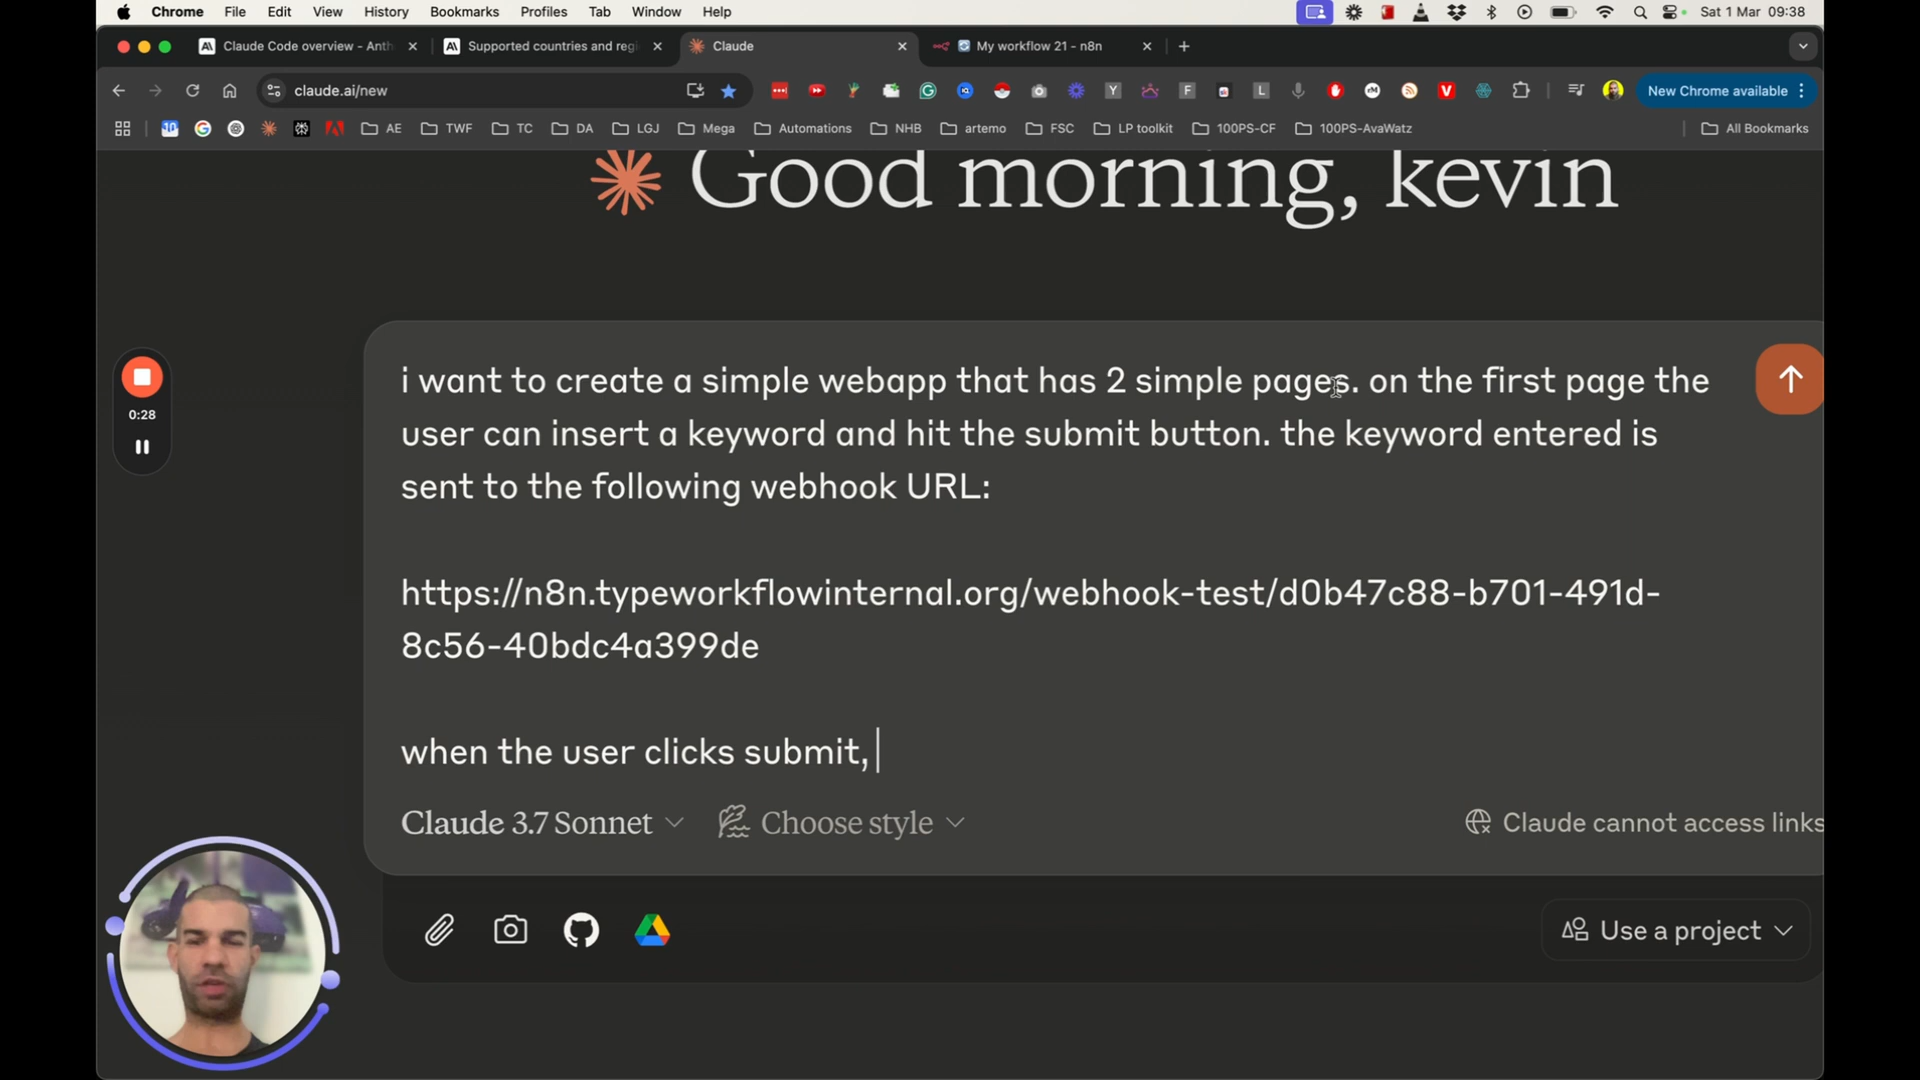 Chrome File Edit View History Bookmarks Profiles Tab Window Help Sat 1 Mar 09:38
Claude Code overview - Anth Supported countries and regi Claude My workflow 21 - n8n
claude.ai/new New Chrome available
AE TWF TC DA LGJ Mega Automations NHB artemo FSC LP toolkit 100PS-CF 100PS-AvaWatz All Bookmarks
Good morning, kevin
i want to create a simple webapp that has 2 simple pages. on the first page the
user can insert a keyword and hit the submit button. the keyword entered is
sent to the following webhook URL:
https://n8n.typeworkflowinternal.org/webhook-test/d0b47c88-b701-491d-
8c56-40bdc4a399de
when the user clicks submit,
0:28
Claude 3.7 Sonnet Choose style Claude cannot access links
Use a project